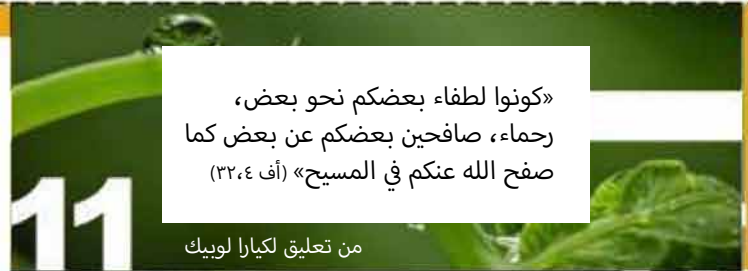 «كونوا لطفاء بعضكم نحو بعض،
رحماء، صافحين بعضكم عن بعض كما
صفح الله عنكم في المسيح» (أف ٣٢،٤)
11
من تعليق لكيارا لوبيك